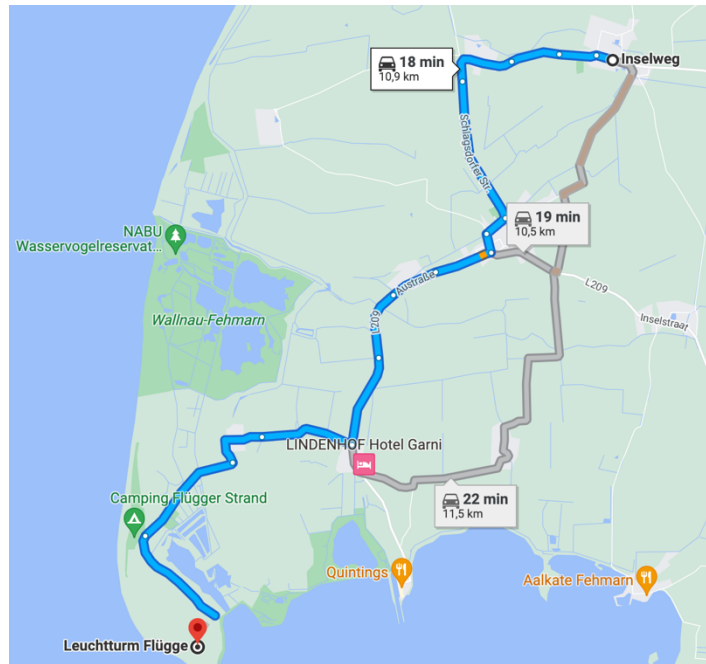 18 min
10,9 km
Inselweg
Schlagsdorfer Str.
19 min
10,5 km
NABU
Wasservogelreservat...
Austraße
L209
Inselstraat
Wallnau-Fehmarn
L209
LINDENHOF Hotel Garni
Camping Flügger Strand
22 min
11,5 km
Quintings
Aalkate Fehmarn
Leuchtturm Flügge